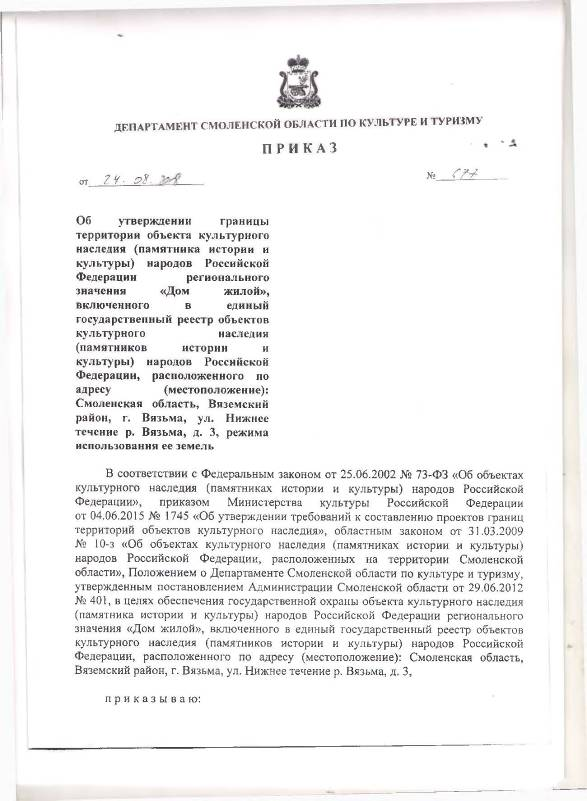 ДЕПАРТАМЕНТ СМОЛЕНСКОЙ ОБЛАСТИ ПО КУЛЬТУРЕ И ТУРИЗМУ
П Р И К А З
от 24.08.2018 №
Об утверждении границы
территории объекта культурного
наследия (памятника истории и
культуры) народов Российской
Федерации регионального
значения «Дом жилой»,
включенного в единый
государственный реестр объектов
культурного наследия
(памятников истории и
культуры) народов Российской
Федерации, расположенного по
адресу (местоположение):
Смоленская область, Вяземский
район, г. Вязьма, ул. Нижнее
течение р. Вязьма, д. 3, режима
использования ее земель
В соответствии с Федеральным законом от 25.06.2002 № 73-ФЗ «Об объектах
культурного наследия (памятниках истории и культуры) народов Российской
Федерации», приказом Министерства культуры Российской Федерации
от 04.06.2015 № 1745 «Об утверждении требований к составлению проектов границ
территорий объектов культурного наследия», областным законом от 31.03.2009
№ 10-з «Об объектах культурного наследия (памятниках истории и культуры)
народов Российской Федерации, расположенных на территории Смоленской
области», Положением о Департаменте Смоленской области по культуре и туризму,
утвержденным постановлением Администрации Смоленской области от 29.06.2012
№ 401, в целях обеспечения государственной охраны объекта культурного наследия
(памятника истории и культуры) народов Российской Федерации регионального
значения «Дом жилой», включенного в единый государственный реестр объектов
культурного наследия (памятников истории и культуры) народов Российской
Федерации, расположенного по адресу (местоположение): Смоленская область,
Вяземский район, г. Вязьма, ул. Нижнее течение р. Вязьма, д. 3,
п р и к а з ы в а ю: